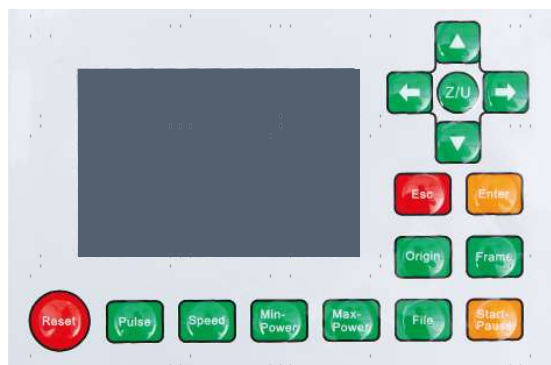 Z/U
Esc
Enter
Origin
Frame
Reset
Pulse
Speed
Min-
Power
Max-
Power
File
Start-
Pause